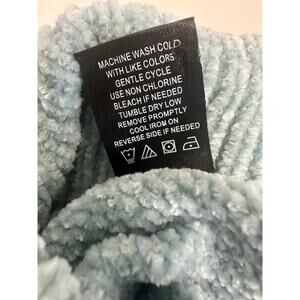 MACHINE WASH COLD
WITH LIKE COLORS
GENTLE CYCLE
USE NON CHLORINE
BLEACH IF NEEDED
TUMBLE DRY LOW
REMOVE PROMPTLY
COOL IRON ON
REVERSE SIDE IF NEEDED